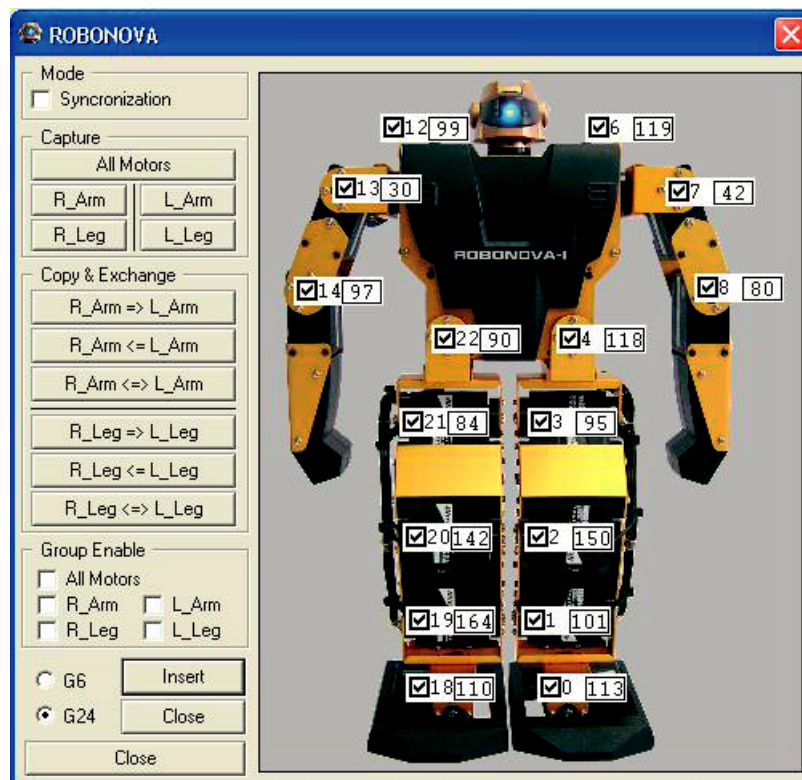 ROBONOVA
Mode
Syncronization
Capture
All Motors
R_Arm L_Arm
R_Leg L_Leg
Copy & Exchange
R_Arm => L_Arm
R_Arm <= L_Arm
R_Arm <=> L_Arm
R_Leg => L_Leg
R_Leg <= L_Leg
R_Leg <=> L_Leg
Group Enable
All Motors
R_Arm L_Arm
R_Leg L_Leg
G6 Insert
G24 Close
Close
12 99 6 119
13 30 7 42
ROBONOVA-I
14 97 8 80
22 90 4 118
21 84 3 95
20 142 2 150
19 164 1 101
18 110 0 113